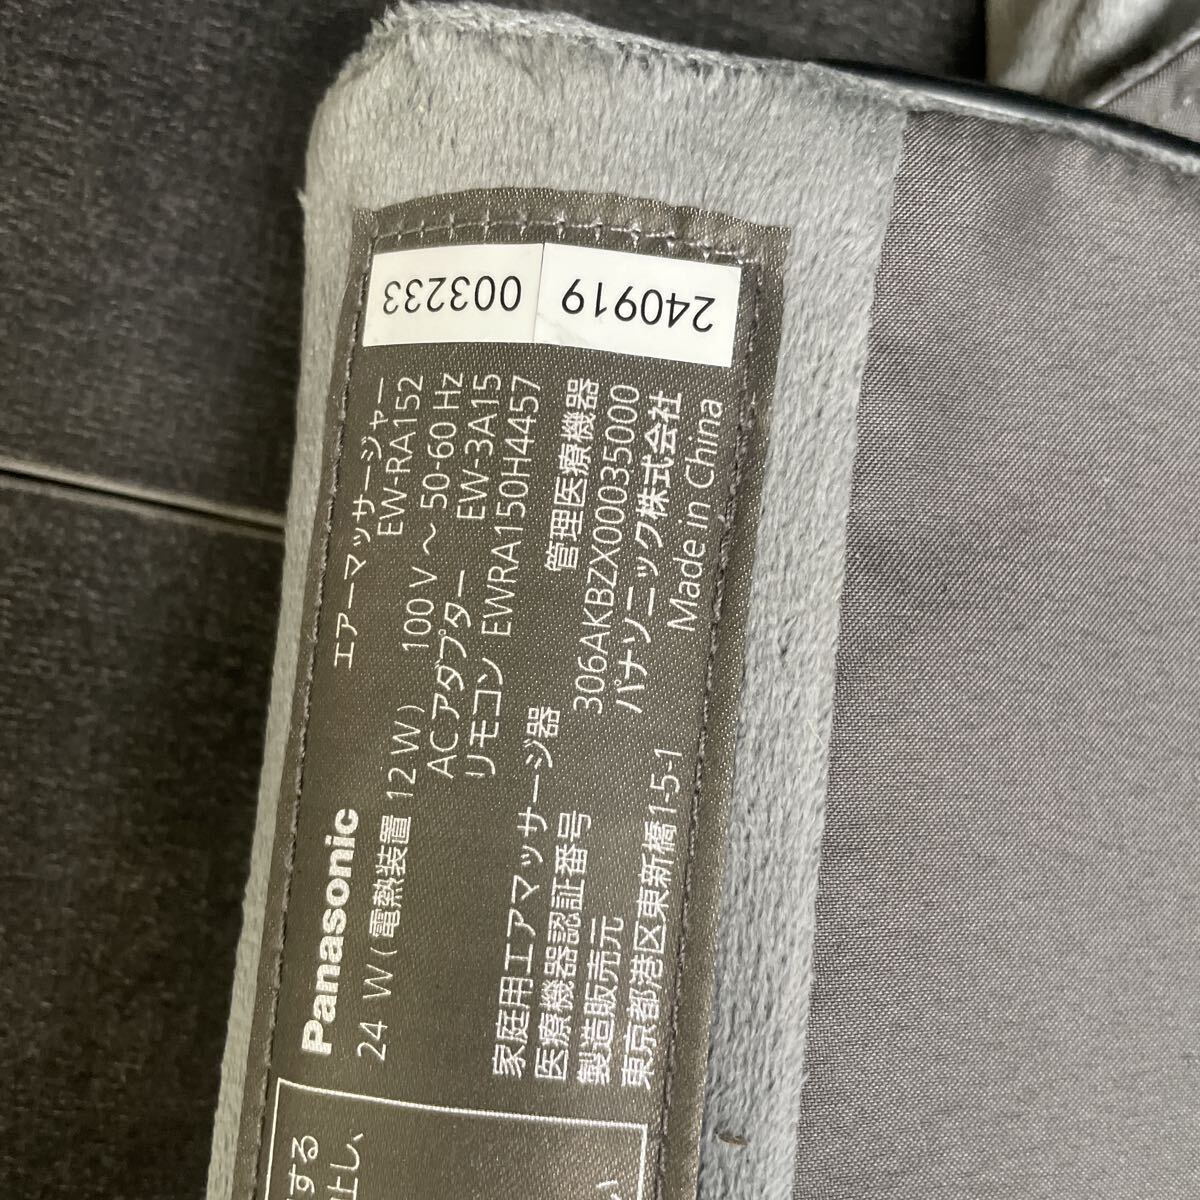 240919
003233
Panasonic エアーマッサージャー
24 W (電熱装置 12 W) EW-RA152
100 V ～ 50-60 Hz
ACアダプター EW-3A15
リモコン EWRA150H4457
家庭用エアマッサージ器 管理医療機器
医療機器認証番号 306AKBZX00035000
製造販売元 パナソニック株式会社
東京都港区東新橋1-5-1 Made in China
する
止し、